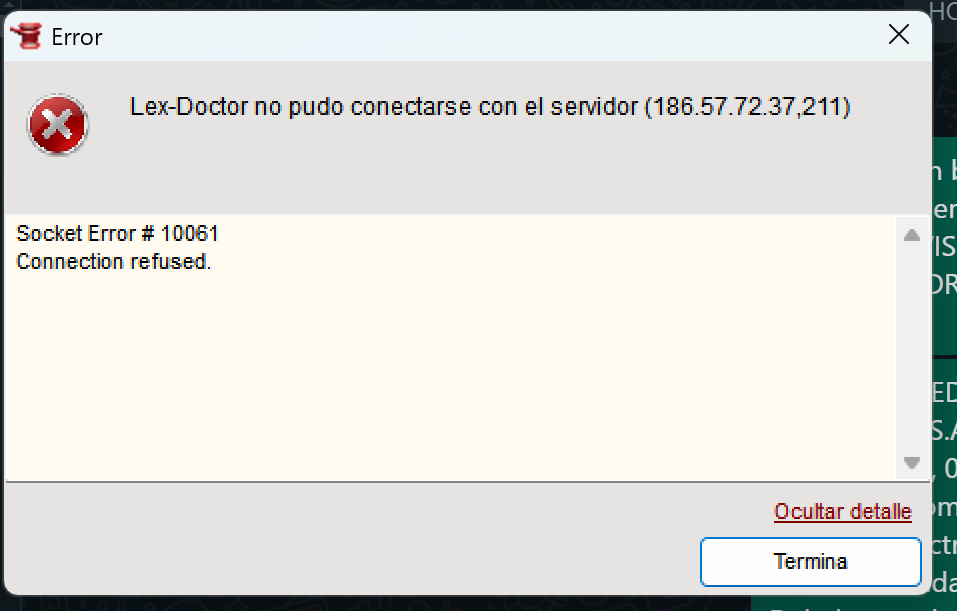 Error
Lex-Doctor no pudo conectarse con el servidor (186.57.72.37,211)
Socket Error # 10061
Connection refused.
Ocultar detalle
Termina